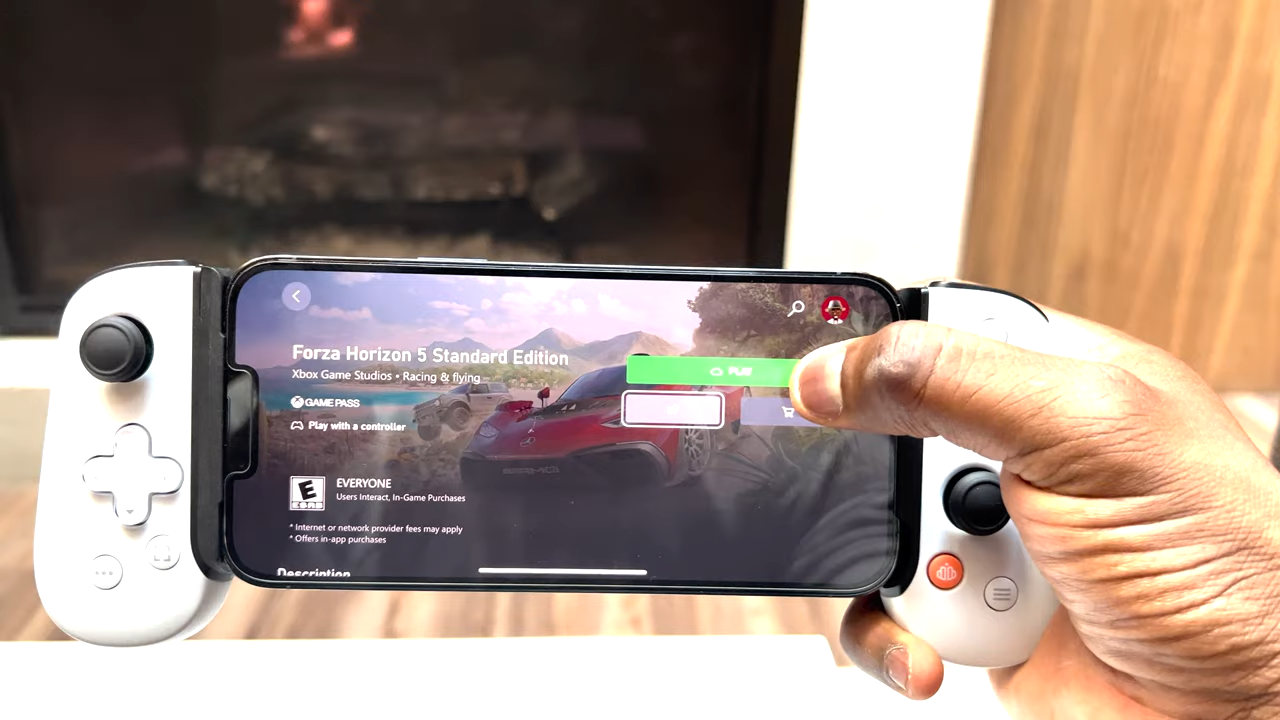 Forza Horizon 5 Standard Edition
Xbox Game Studios • Racing & flying
GAME PASS
Play with a controller
PLAY
E
ESRB
EVERYONE
Users Interact, In-Game Purchases
* Internet or network provider fees may apply
* Offers in-app purchases
Description